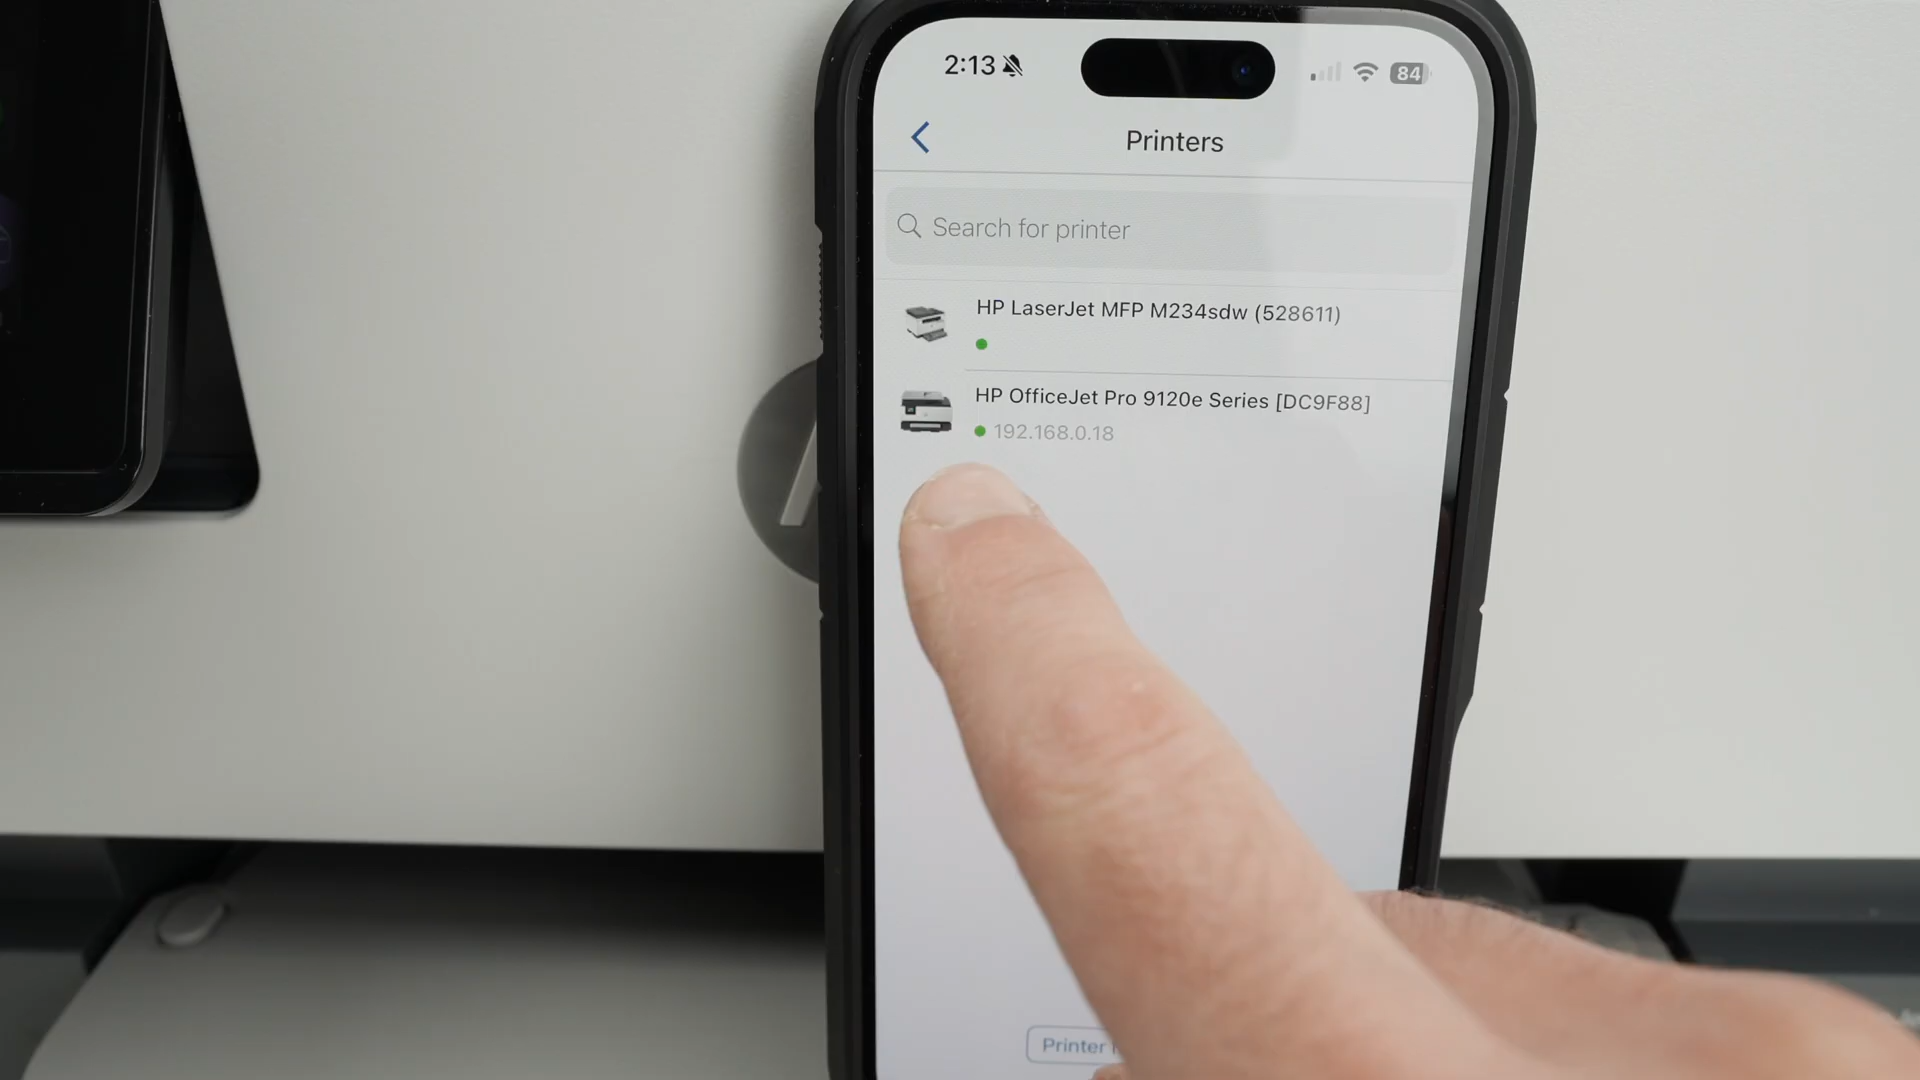 2:13
84
Printers
Search for printer
HP LaserJet MFP M234sdw (528611)
HP OfficeJet Pro 9120e Series [DC9F88]
192.168.0.18
Printer